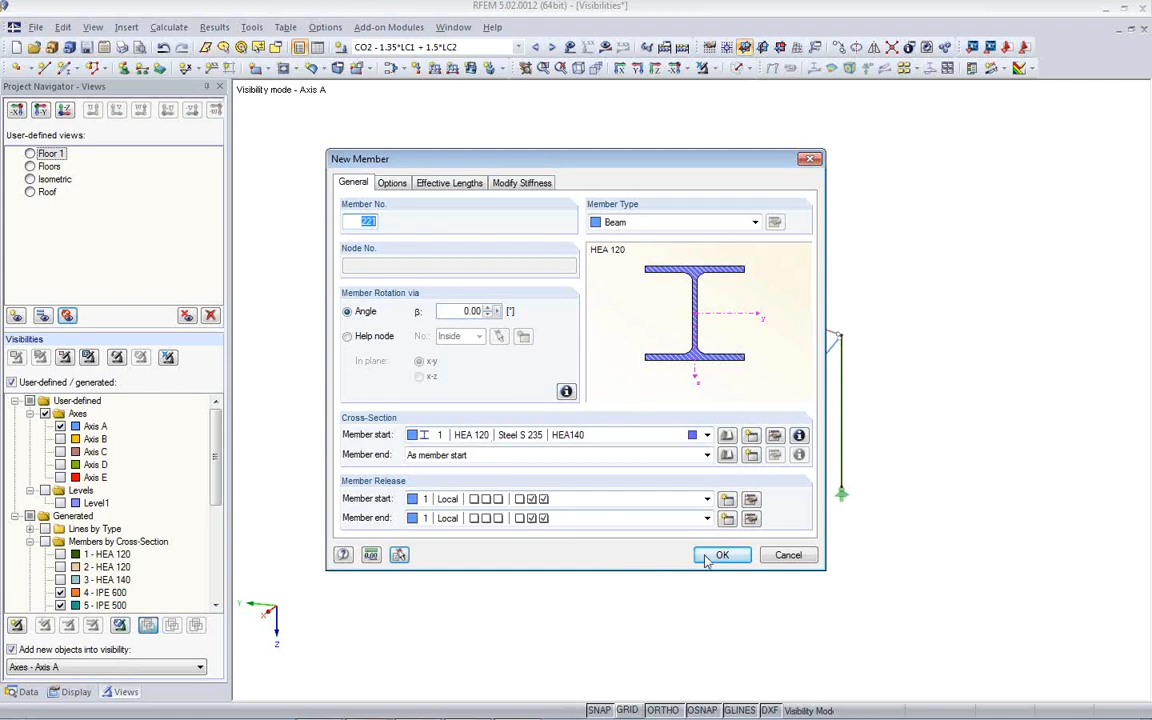 RFEM 5.02.0012 (64bit) - [Visibilities*]
File Edit View Insert Calculate Results Tools Table Options Add-on Modules Window Help
CO2 - 1.35*LC1 + 1.5*LC2
Project Navigator - Views
Visibility mode - Axis A
User-defined views:
Floor 1
Floors
Isometric
Roof
Visibilities
User-defined / generated:
User-defined
Axes
Axis A
Axis B
Axis C
Axis D
Axis E
Levels
Level1
Generated
Lines by Type
Members by Cross-Section
1 - HEA 120
2 - HEA 120
3 - HEA 140
4 - IPE 600
5 - IPE 500
Add new objects into visibility:
Axes - Axis A
Data Display Views
New Member
General Options Effective Lengths Modify Stiffness
Member No.
221
Member Type
Beam
Node No.
HEA 120
Member Rotation via
Angle β: 0.00 [°]
Help node No.: Inside
In plane: x-y
x-z
y
z
Cross-Section
Member start: 1 HEA 120 Steel S 235 HEA140
Member end: As member start
Member Release
Member start: 1 Local
Member end: 1 Local
OK Cancel
Y X Z
SNAP GRID ORTHO OSNAP GLINES DXF Visibility Mod